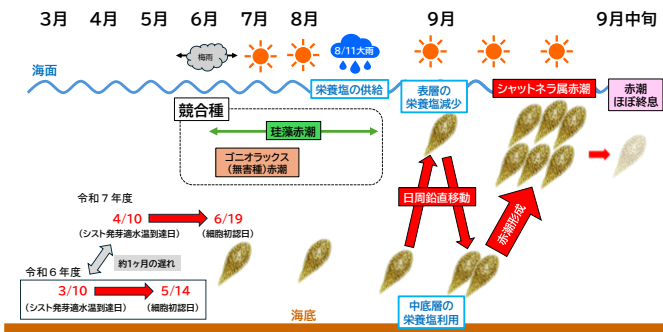 3月 4月 5月 6月 7月 8月 9月 9月中旬
梅雨
8/11大雨
海面
栄養塩の供給
表層の
栄養塩減少
シャットネラ属赤潮
赤潮
ほぼ終息
競合種
珪藻赤潮
ゴニオラックス
(無害種)赤潮
日周鉛直移動
赤潮形成
令和7年度
4/10
(シスト発芽適水温到達日)
6/19
(細胞初認日)
約1ヶ月の遅れ
令和6年度
3/10
(シスト発芽適水温到達日)
5/14
(細胞初認日)
海底
中底層の
栄養塩利用